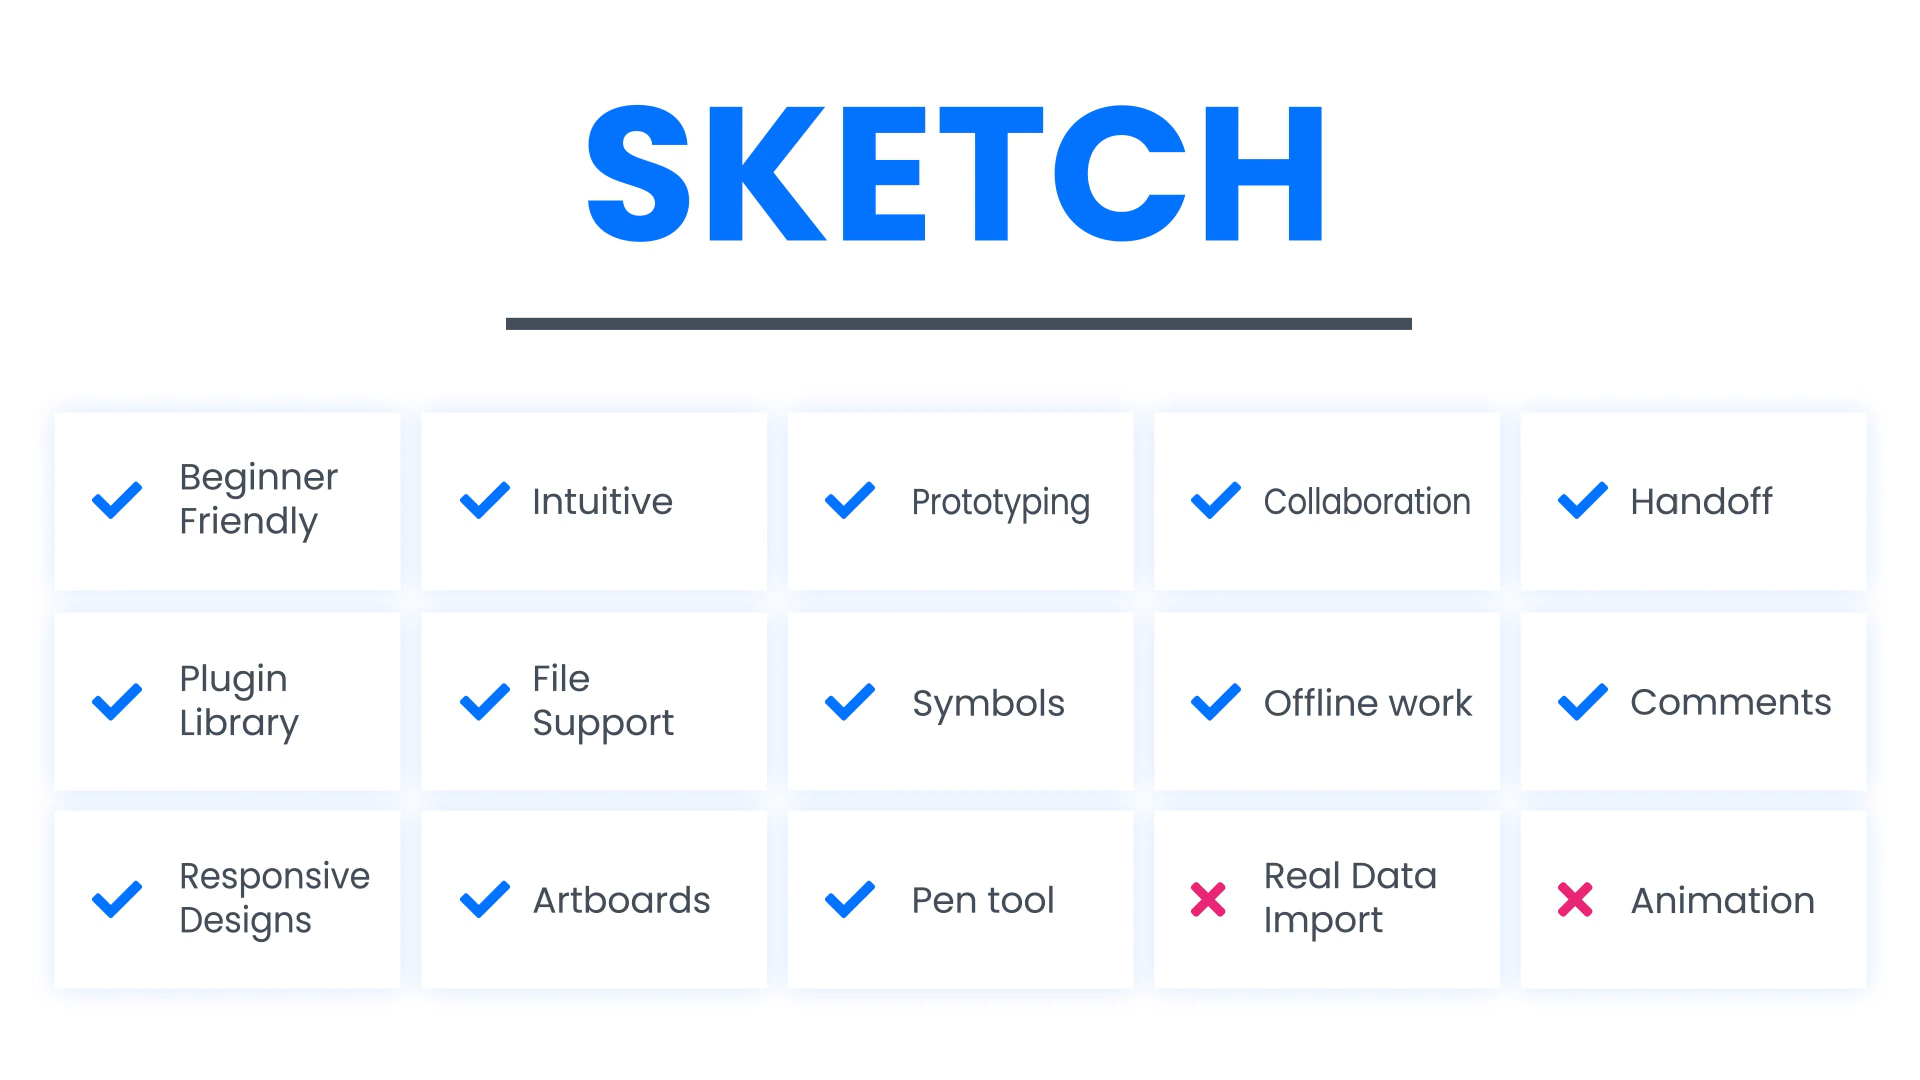 SKETCH
Beginner
Friendly
Intuitive
Prototyping
Collaboration
Handoff
Plugin
Library
File
Support
Symbols
Offline work
Comments
Responsive
Designs
Artboards
Pen tool
Real Data
Import
Animation